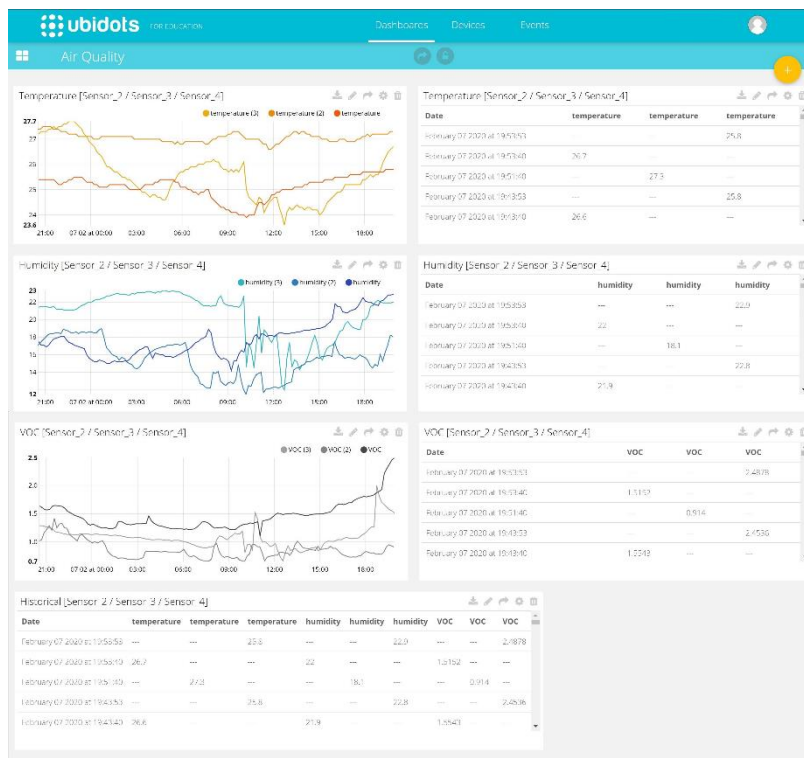 ubidots FOR EDUCATION Dashboards Devices Events
Air Quality
Temperature [Sensor_2 / Sensor_3 / Sensor_4]
temperature (3) temperature (2) temperature
27.7
27
26
25
24
23.6
21:00 07-02 at 00:00 03:00 06:00 09:00 12:00 15:00 18:00
Temperature [Sensor_2 / Sensor_3 / Sensor_4]
Date temperature temperature temperature
February 07 2020 at 19:53:53 --- --- 25.8
February 07 2020 at 19:53:40 26.7 --- ---
February 07 2020 at 19:51:40 --- 27.3 ---
February 07 2020 at 19:43:53 --- --- 25.8
February 07 2020 at 19:43:40 26.6 --- ---
Humidity [Sensor_2 / Sensor_3 / Sensor_4]
humidity (3) humidity (2) humidity
23
22
20
18
16
14
12
21:00 07-02 at 00:00 03:00 06:00 09:00 12:00 15:00 18:00
Humidity [Sensor_2 / Sensor_3 / Sensor_4]
Date humidity humidity humidity
February 07 2020 at 19:53:53 --- --- 22.9
February 07 2020 at 19:53:40 22 --- ---
February 07 2020 at 19:51:40 --- 18.1 ---
February 07 2020 at 19:43:53 --- --- 22.8
February 07 2020 at 19:43:40 21.9 --- ---
VOC [Sensor_2 / Sensor_3 / Sensor_4]
VOC (3) VOC (2) VOC
2.5
2.0
1.5
1.0
0.7
21:00 07-02 at 00:00 03:00 06:00 09:00 12:00 15:00 18:00
VOC [Sensor_2 / Sensor_3 / Sensor_4]
Date VOC VOC VOC
February 07 2020 at 19:53:53 --- --- 2.4878
February 07 2020 at 19:53:40 1.5152 --- ---
February 07 2020 at 19:51:40 --- 0.914 ---
February 07 2020 at 19:43:53 --- --- 2.4536
February 07 2020 at 19:43:40 1.5543 --- ---
Historical [Sensor_2 / Sensor_3 / Sensor_4]
Date temperature temperature temperature humidity humidity humidity VOC VOC VOC
February 07 2020 at 19:53:53 --- --- 25.8 --- --- 22.9 --- --- 2.4878
February 07 2020 at 19:53:40 26.7 --- --- 22 --- --- 1.5152 --- ---
February 07 2020 at 19:51:40 --- 27.3 --- --- 18.1 --- --- 0.914 ---
February 07 2020 at 19:43:53 --- --- 25.8 --- --- 22.8 --- --- 2.4536
February 07 2020 at 19:43:40 26.6 --- --- 21.9 --- --- 1.5543 --- ---